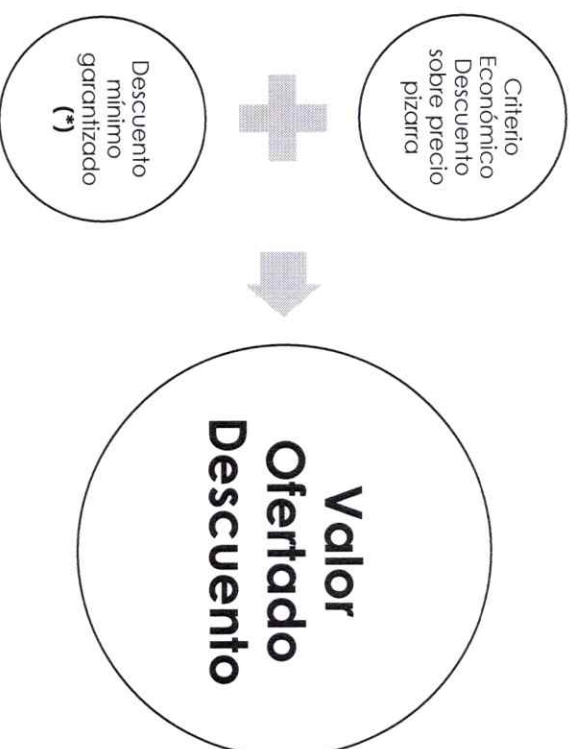 Criterio
Económico
Descuento
sobre precio
pizarra
Descuento
mínimo
garantizado
(*)
Valor
Ofertado
Descuento